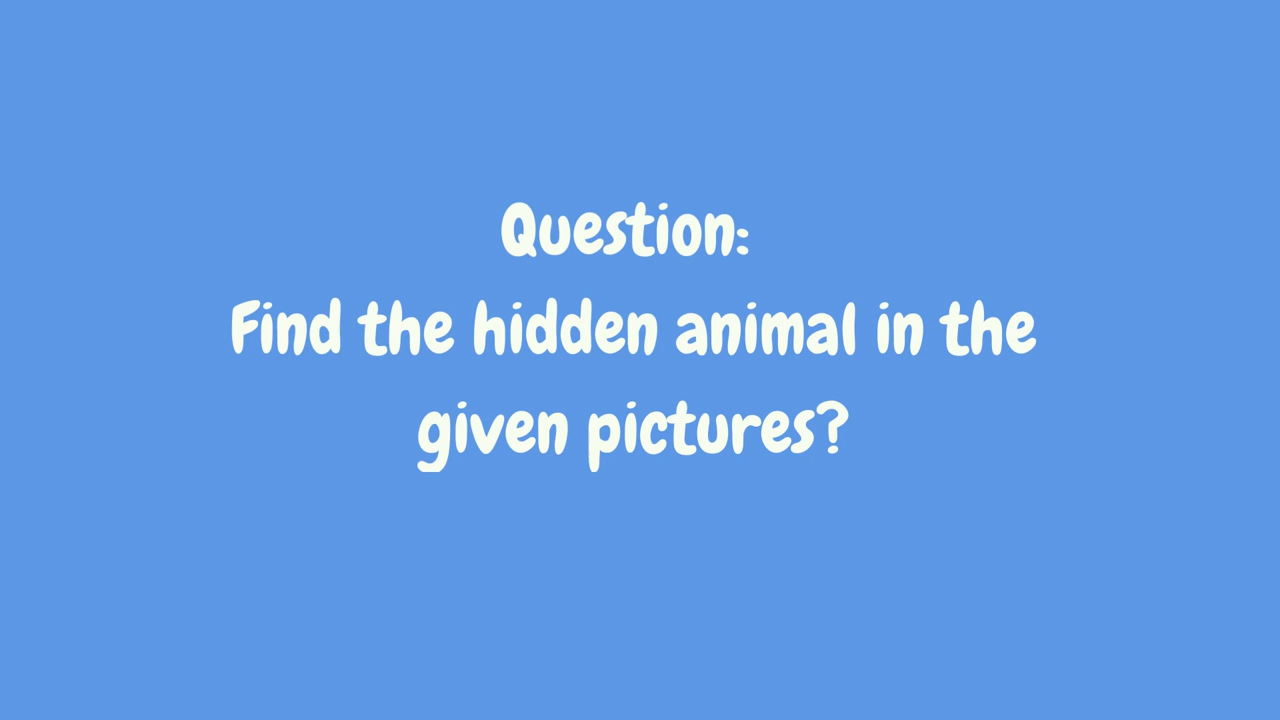 Question:
Find the hidden animal in the
given pictures?